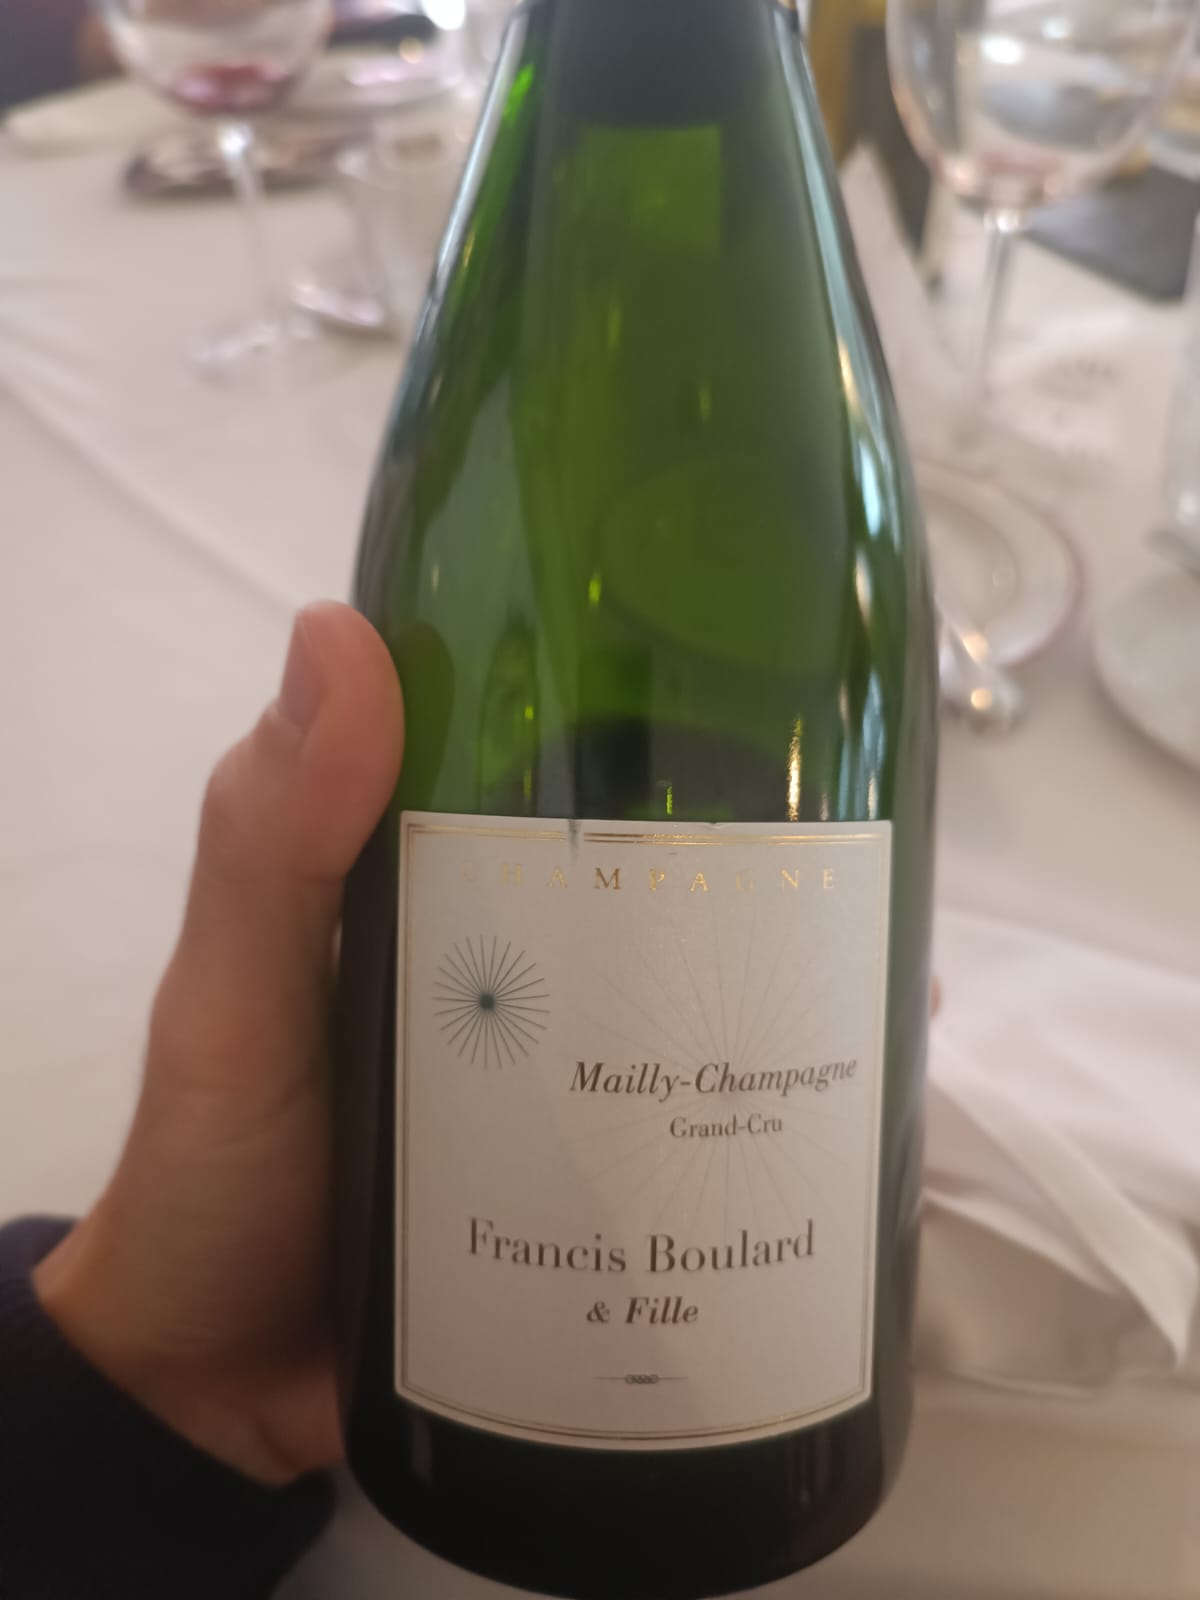 CHAMPAGNE
Mailly-Champagne
Grand-Cru
Francis Boulard
& Fille